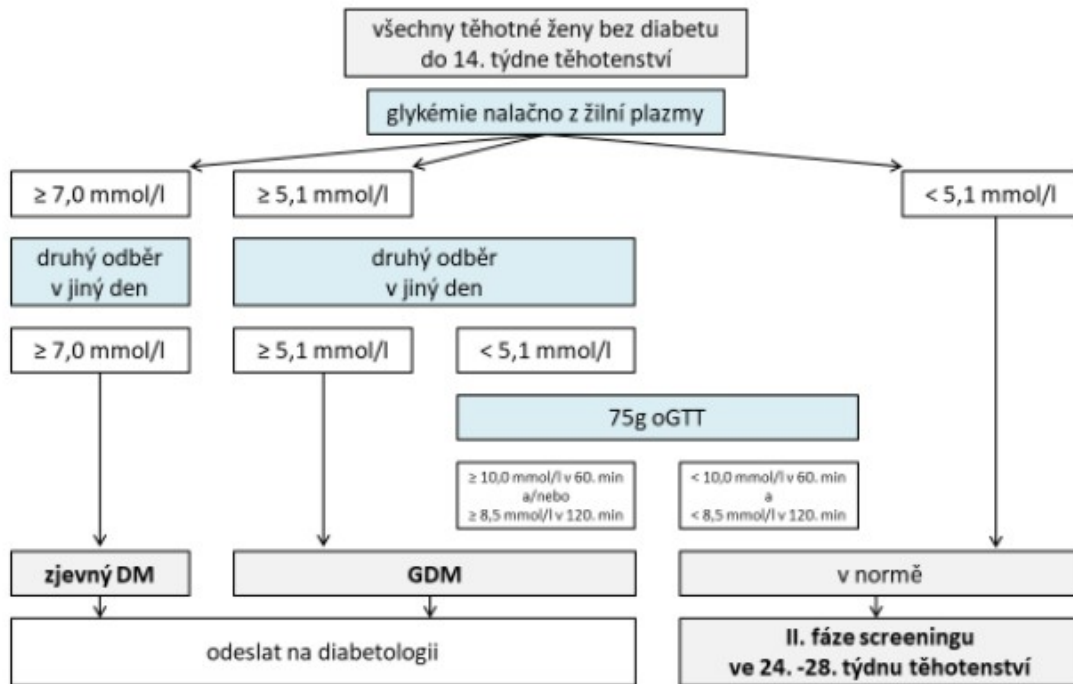 všechny těhotné ženy bez diabetu
do 14. týdne těhotenství
glykémie nalačno z žilní plazmy
≥ 7,0 mmol/l
≥ 5,1 mmol/l
< 5,1 mmol/l
druhý odběr
v jiný den
druhý odběr
v jiný den
≥ 7,0 mmol/l
≥ 5,1 mmol/l
< 5,1 mmol/l
75g oGTT
≥ 10,0 mmol/l v 60. min
a/nebo
≥ 8,5 mmol/l v 120. min
< 10,0 mmol/l v 60. min
a
< 8,5 mmol/l v 120. min
zjevný DM
GDM
v normě
odeslat na diabetologii
II. fáze screeningu
ve 24. -28. týdnu těhotenství